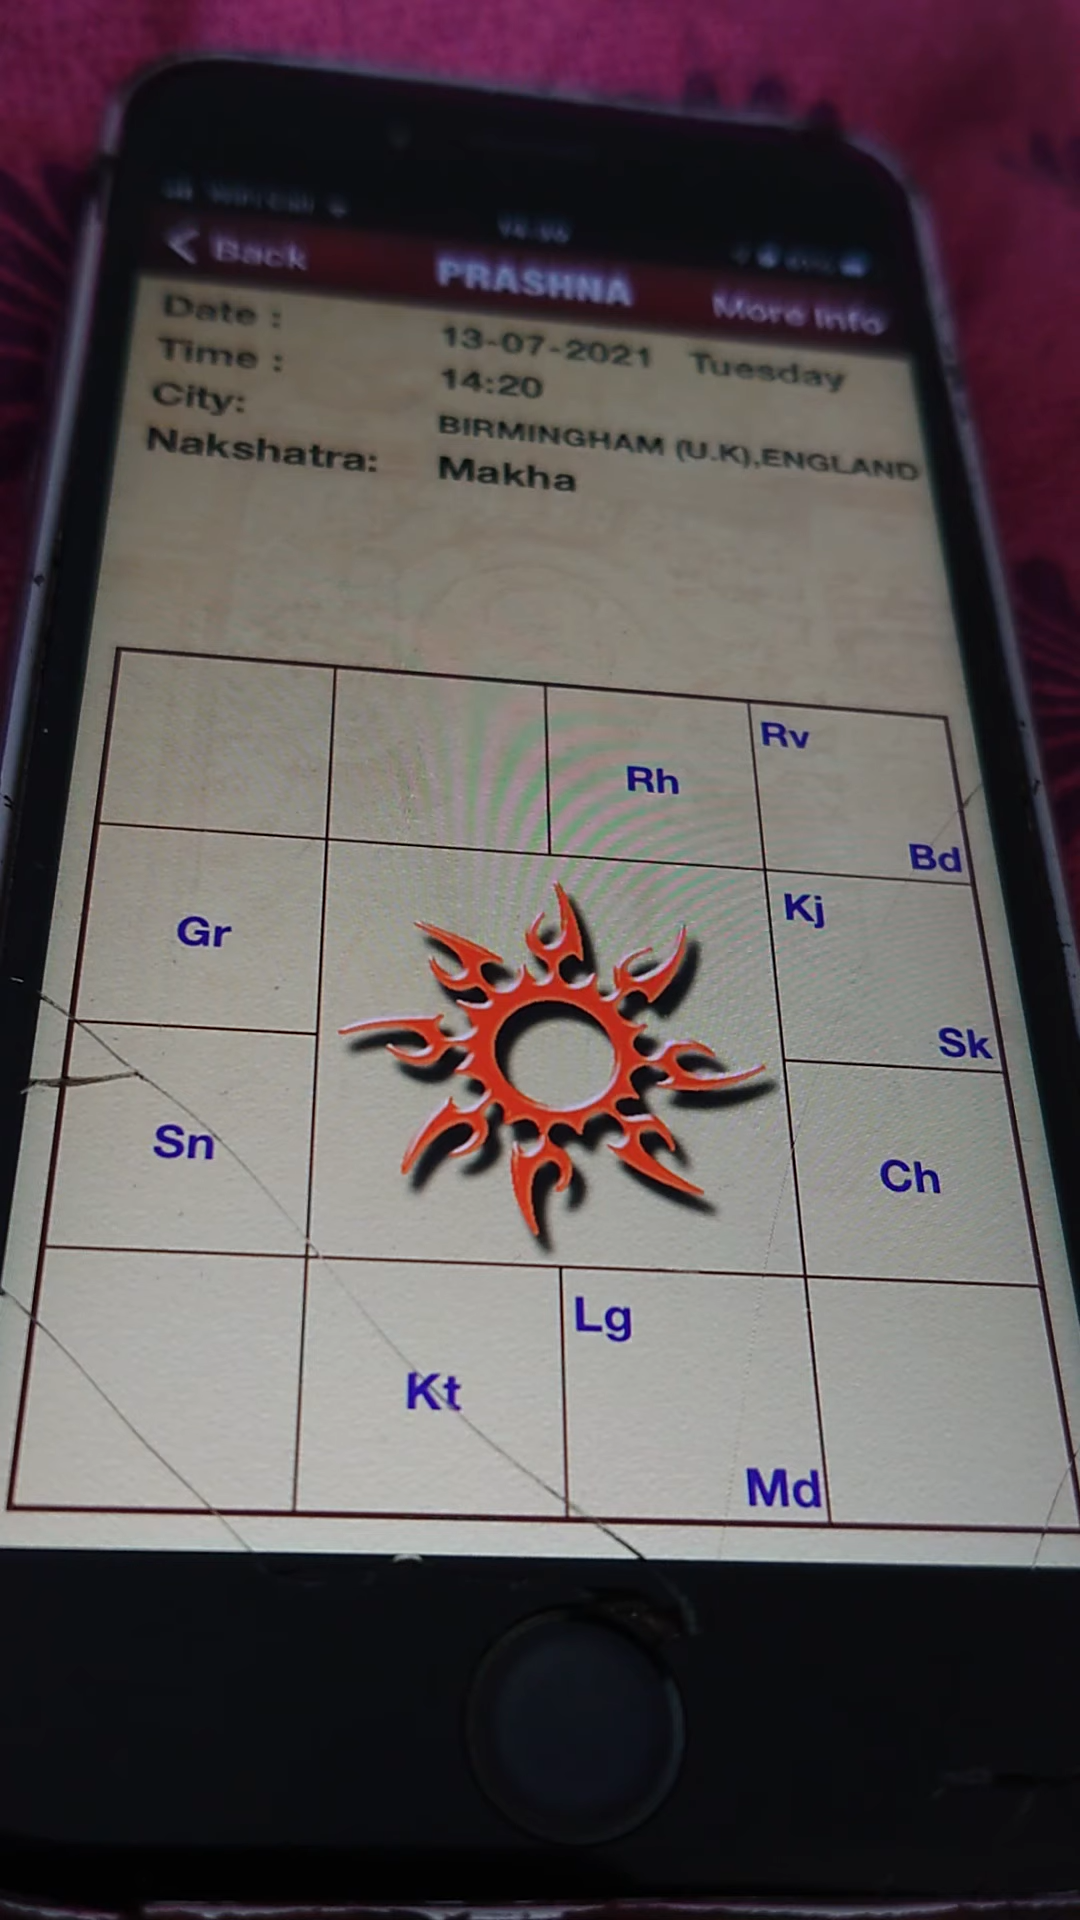 Back PRASHNA More Info
Date : 13-07-2021 Tuesday
Time : 14:20
City: BIRMINGHAM (U.K),ENGLAND
Nakshatra: Makha
Rv
Rh
Bd
Kj
Gr
Sk
Sn
Ch
Lg
Kt
Md